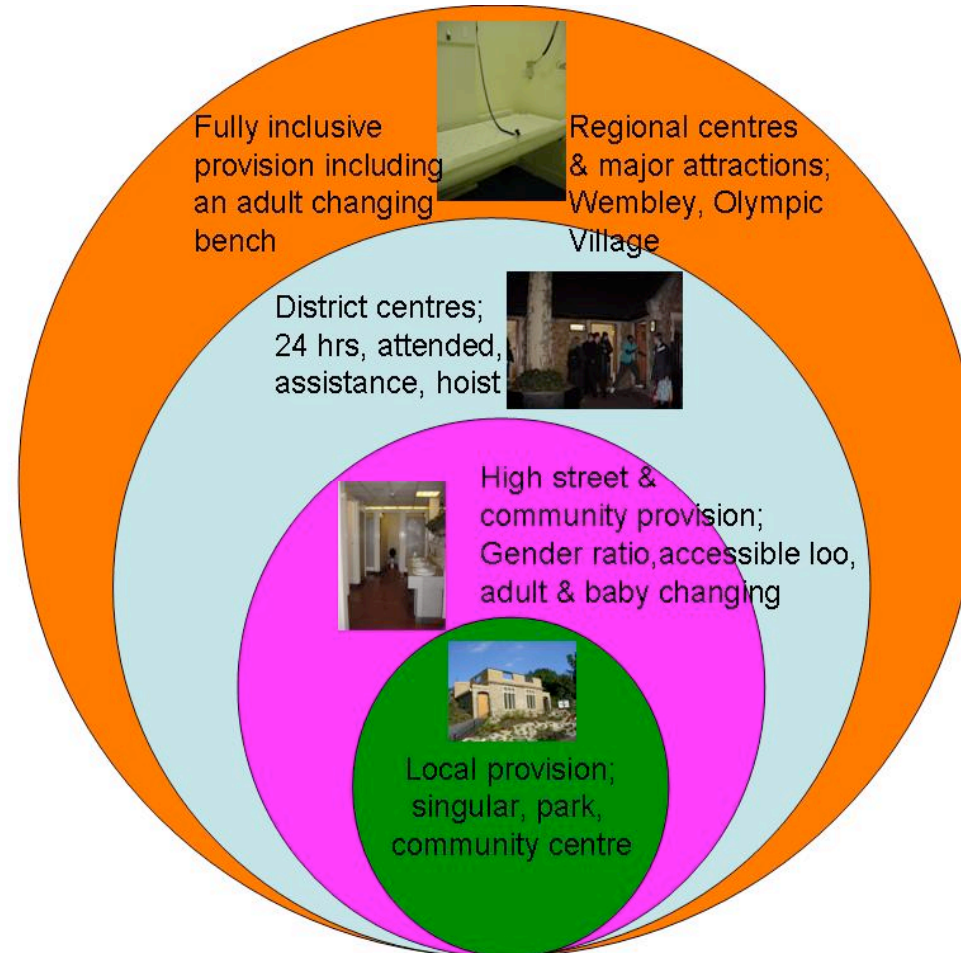 Fully inclusive
provision including
an adult changing
bench
Regional centres
& major attractions;
Wembley, Olympic
Village
District centres;
24 hrs, attended,
assistance, hoist
High street &
community provision;
Gender ratio,accessible loo,
adult & baby changing
Local provision;
singular, park,
community centre